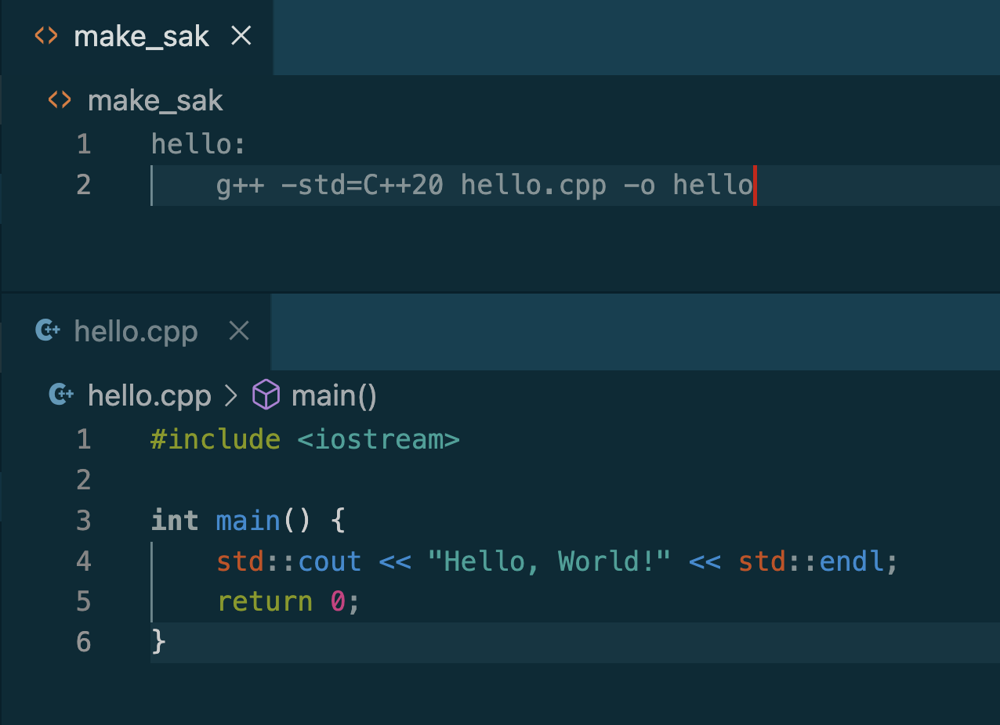 <> make_sak ×
<> make_sak
1 hello:
2     g++ -std=C++20 hello.cpp -o hello
C++ hello.cpp ×
C++ hello.cpp > main()
1 #include <iostream>
2
3 int main() {
4     std::cout << "Hello, World!" << std::endl;
5     return 0;
6 }